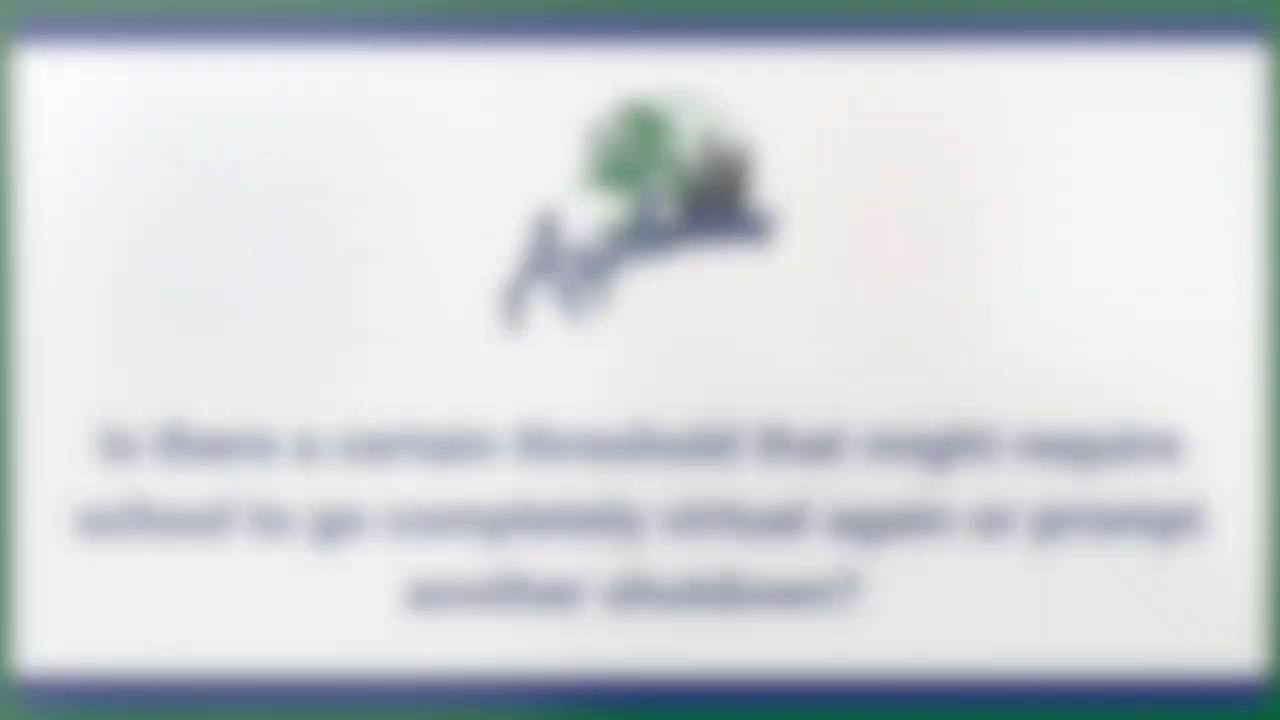 Is there a certain threshold that might require
school to go completely virtual again or prompt
another shutdown?